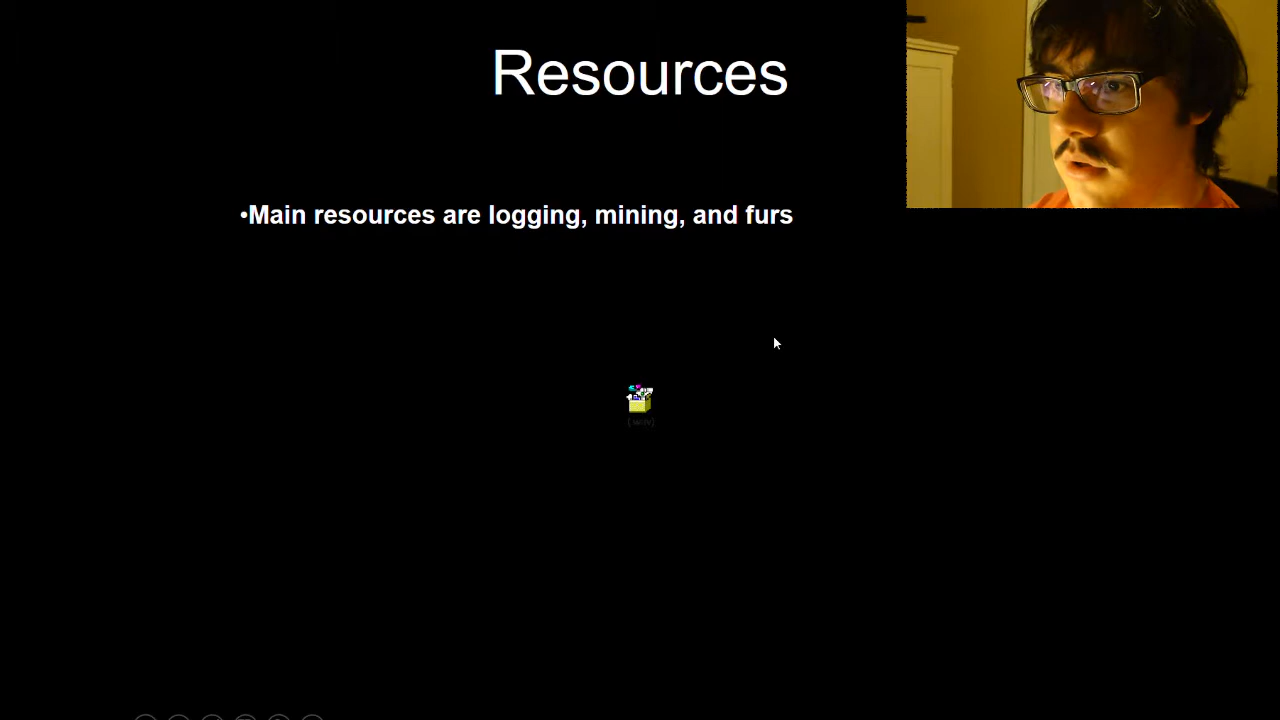 Resources
•Main resources are logging, mining, and furs